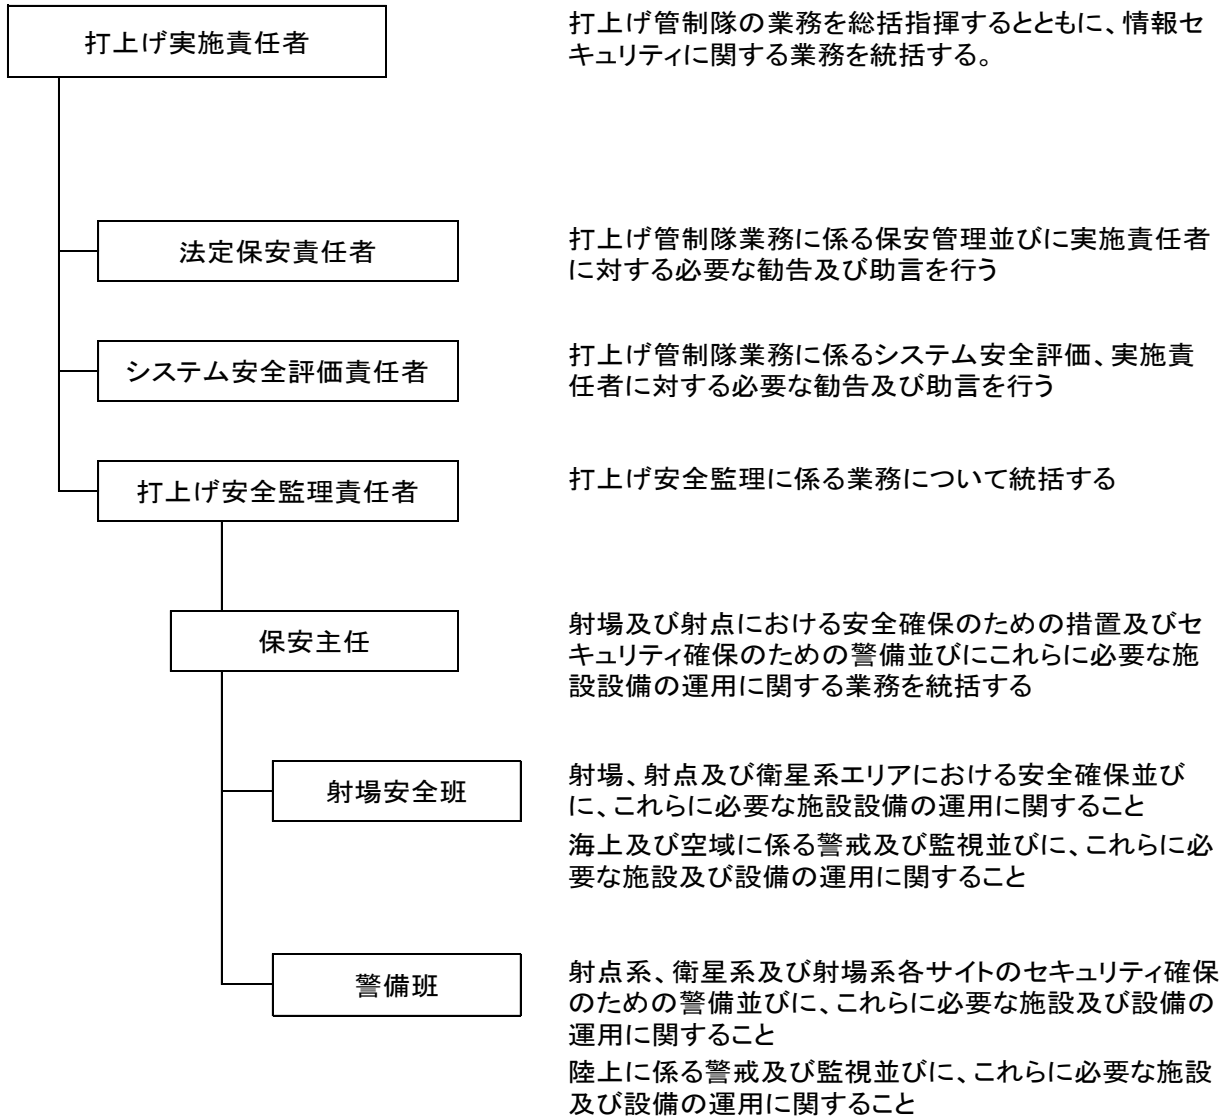 打上げ実施責任者
打上げ管制隊の業務を総括指揮するとともに、情報セ
キュリティに関する業務を統括する。
法定保安責任者
打上げ管制隊業務に係る保安管理並びに実施責任者
に対する必要な勧告及び助言を行う
システム安全評価責任者
打上げ管制隊業務に係るシステム安全評価、実施責
任者に対する必要な勧告及び助言を行う
打上げ安全監理責任者
打上げ安全監理に係る業務について統括する
保安主任
射場及び射点における安全確保のための措置及びセ
キュリティ確保のための警備並びにこれらに必要な施
設設備の運用に関する業務を統括する
射場安全班
射場、射点及び衛星系エリアにおける安全確保並び
に、これらに必要な施設設備の運用に関すること
海上及び空域に係る警戒及び監視並びに、これらに必
要な施設及び設備の運用に関すること
警備班
射点系、衛星系及び射場系各サイトのセキュリティ確保
のための警備並びに、これらに必要な施設及び設備の
運用に関すること
陸上に係る警戒及び監視並びに、これらに必要な施設
及び設備の運用に関すること